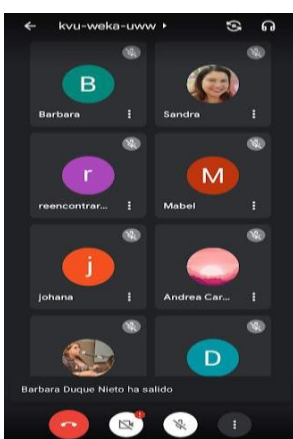 kvu-weka-uww
B
Barbara
Sandra
r
reencontrar...
M
Mabel
j
johana
Andrea Car...
D
Barbara Duque Nieto ha salido